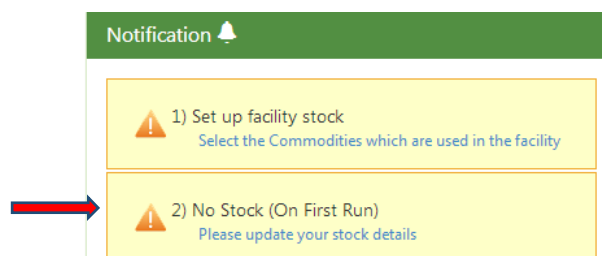 Notification
1) Set up facility stock
Select the Commodities which are used in the facility
2) No Stock (On First Run)
Please update your stock details